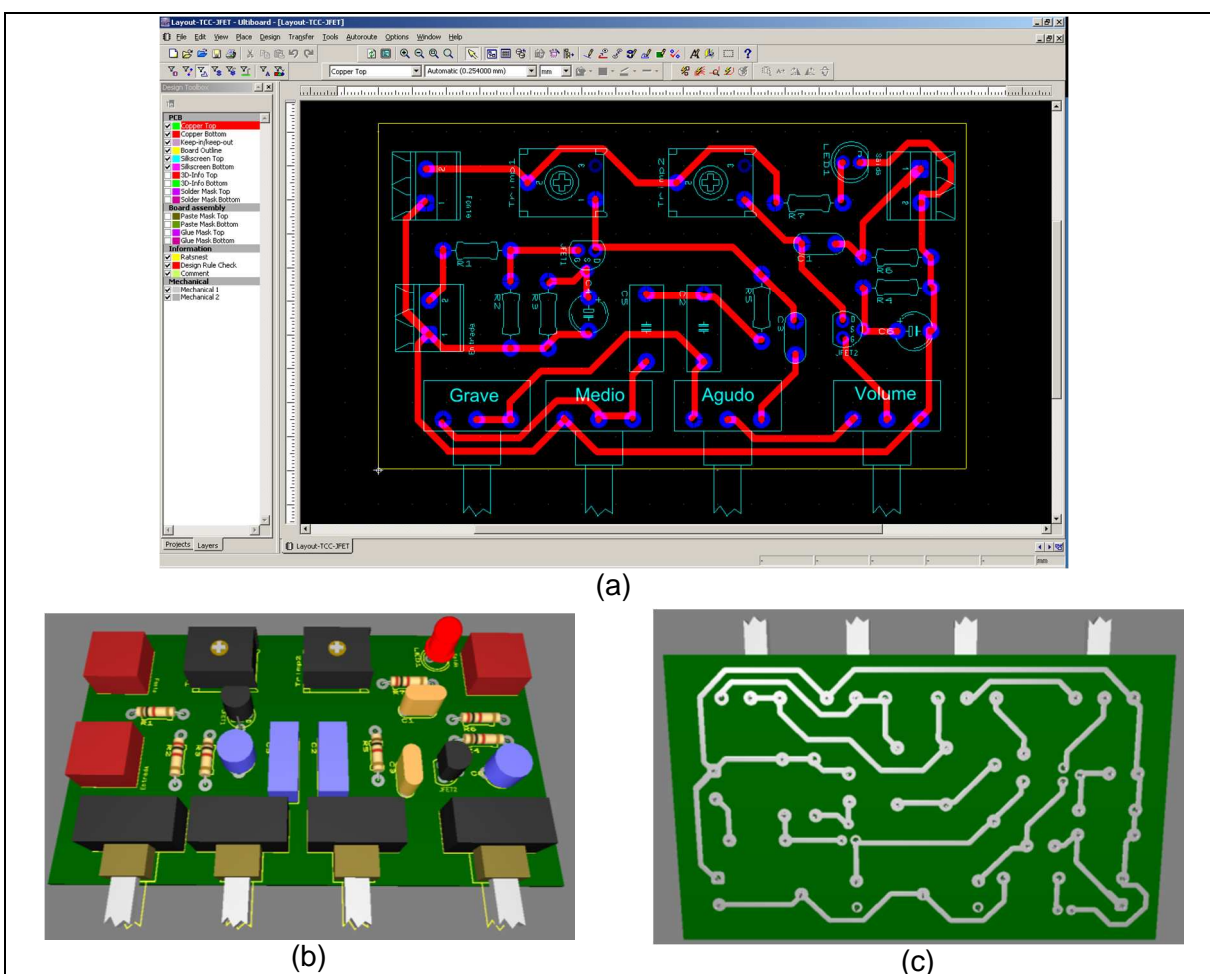 Layout-TCC-JFET - Ultiboard - [Layout-TCC-JFET]
File Edit View Place Design Transfer Tools Autoroute Options Window Help
Copper Top Automatic (0.254000 mm) mm
Design Toolbox
PCB
Copper Top
Copper Bottom
Keep-in/keep-out
Board Outline
Silkscreen Top
Silkscreen Bottom
3D-Info Top
3D-Info Bottom
Solder Mask Top
Solder Mask Bottom
Board assembly
Paste Mask Top
Paste Mask Bottom
Glue Mask Top
Glue Mask Bottom
Information
Ratsnest
Design Rule Check
Comment
Mechanical
Mechanical 1
Mechanical 2
Projects Layers
LED1
Saida
Fonte
R7
R1
JFET1
R2
R3
C5
C2
R5
C3
R6
R4
C6
JFET2
Entrada
Grave Medio Agudo Volume
Layout-TCC-JFET
mm
(a)
(b)
(c)